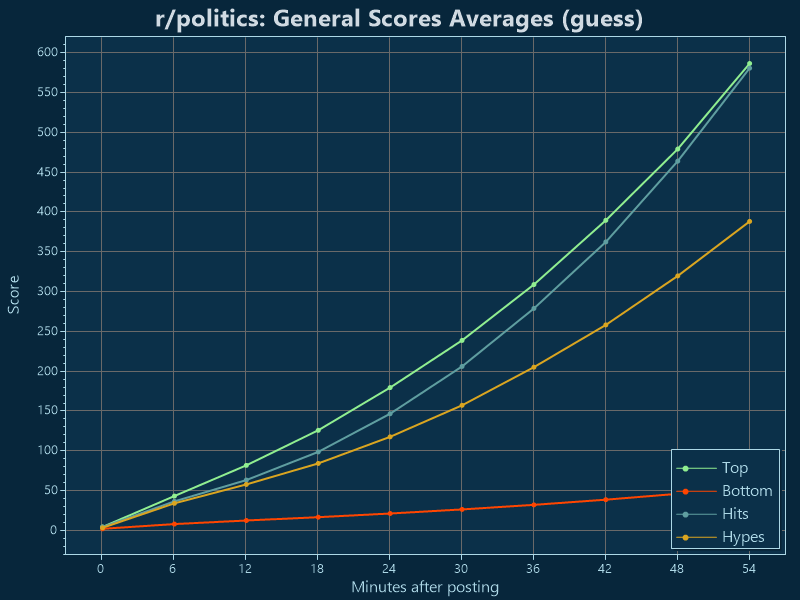 r/politics: General Scores Averages (guess)
600
550
500
450
400
350
300
250
200
150
100
50
0
Score
Top
Bottom
Hits
Hypes
0 6 12 18 24 30 36 42 48 54
Minutes after posting